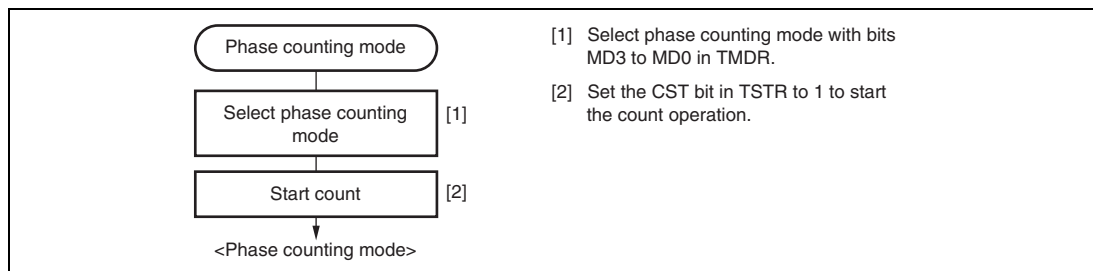 Phase counting mode
Select phase counting
mode
[1]
Start count
[2]
<Phase counting mode>
[1] Select phase counting mode with bits
MD3 to MD0 in TMDR.
[2] Set the CST bit in TSTR to 1 to start
the count operation.